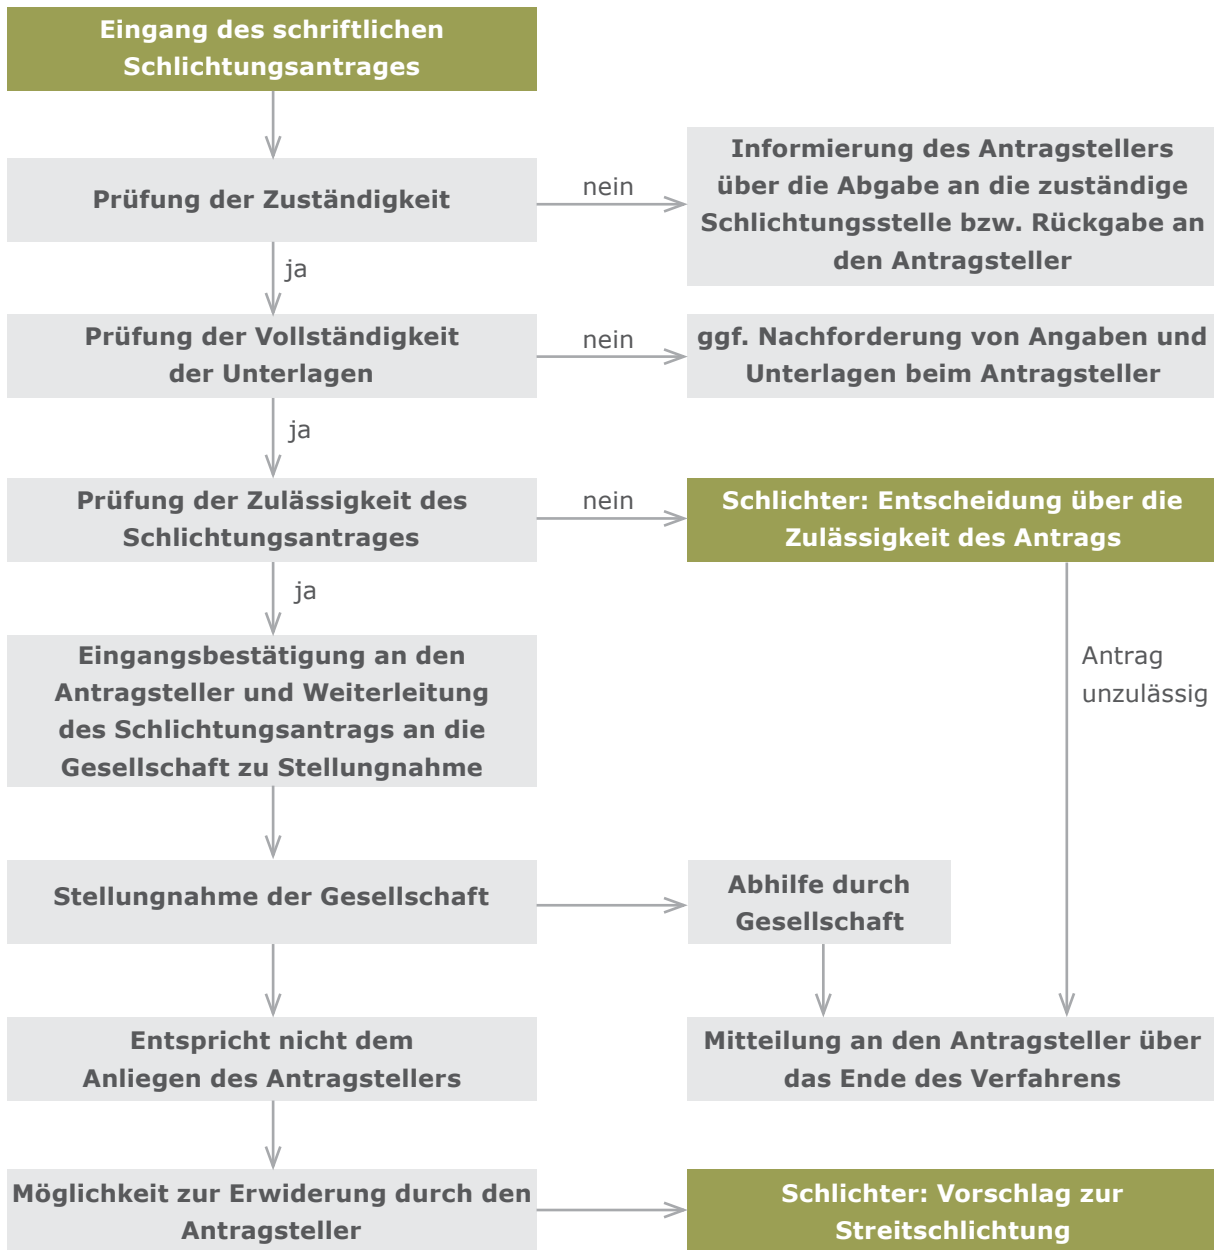 Eingang des schriftlichen
Schlichtungsantrages
Prüfung der Zuständigkeit
nein
Informierung des Antragstellers
über die Abgabe an die zuständige
Schlichtungsstelle bzw. Rückgabe an
den Antragsteller
ja
Prüfung der Vollständigkeit
der Unterlagen
nein
ggf. Nachforderung von Angaben und
Unterlagen beim Antragsteller
ja
Prüfung der Zulässigkeit des
Schlichtungsantrages
nein
Schlichter: Entscheidung über die
Zulässigkeit des Antrags
ja
Eingangsbestätigung an den
Antragsteller und Weiterleitung
des Schlichtungsantrags an die
Gesellschaft zu Stellungnahme
Antrag
unzulässig
Stellungnahme der Gesellschaft
Abhilfe durch
Gesellschaft
Entspricht nicht dem
Anliegen des Antragstellers
Mitteilung an den Antragsteller über
das Ende des Verfahrens
Möglichkeit zur Erwiderung durch den
Antragsteller
Schlichter: Vorschlag zur
Streitschlichtung